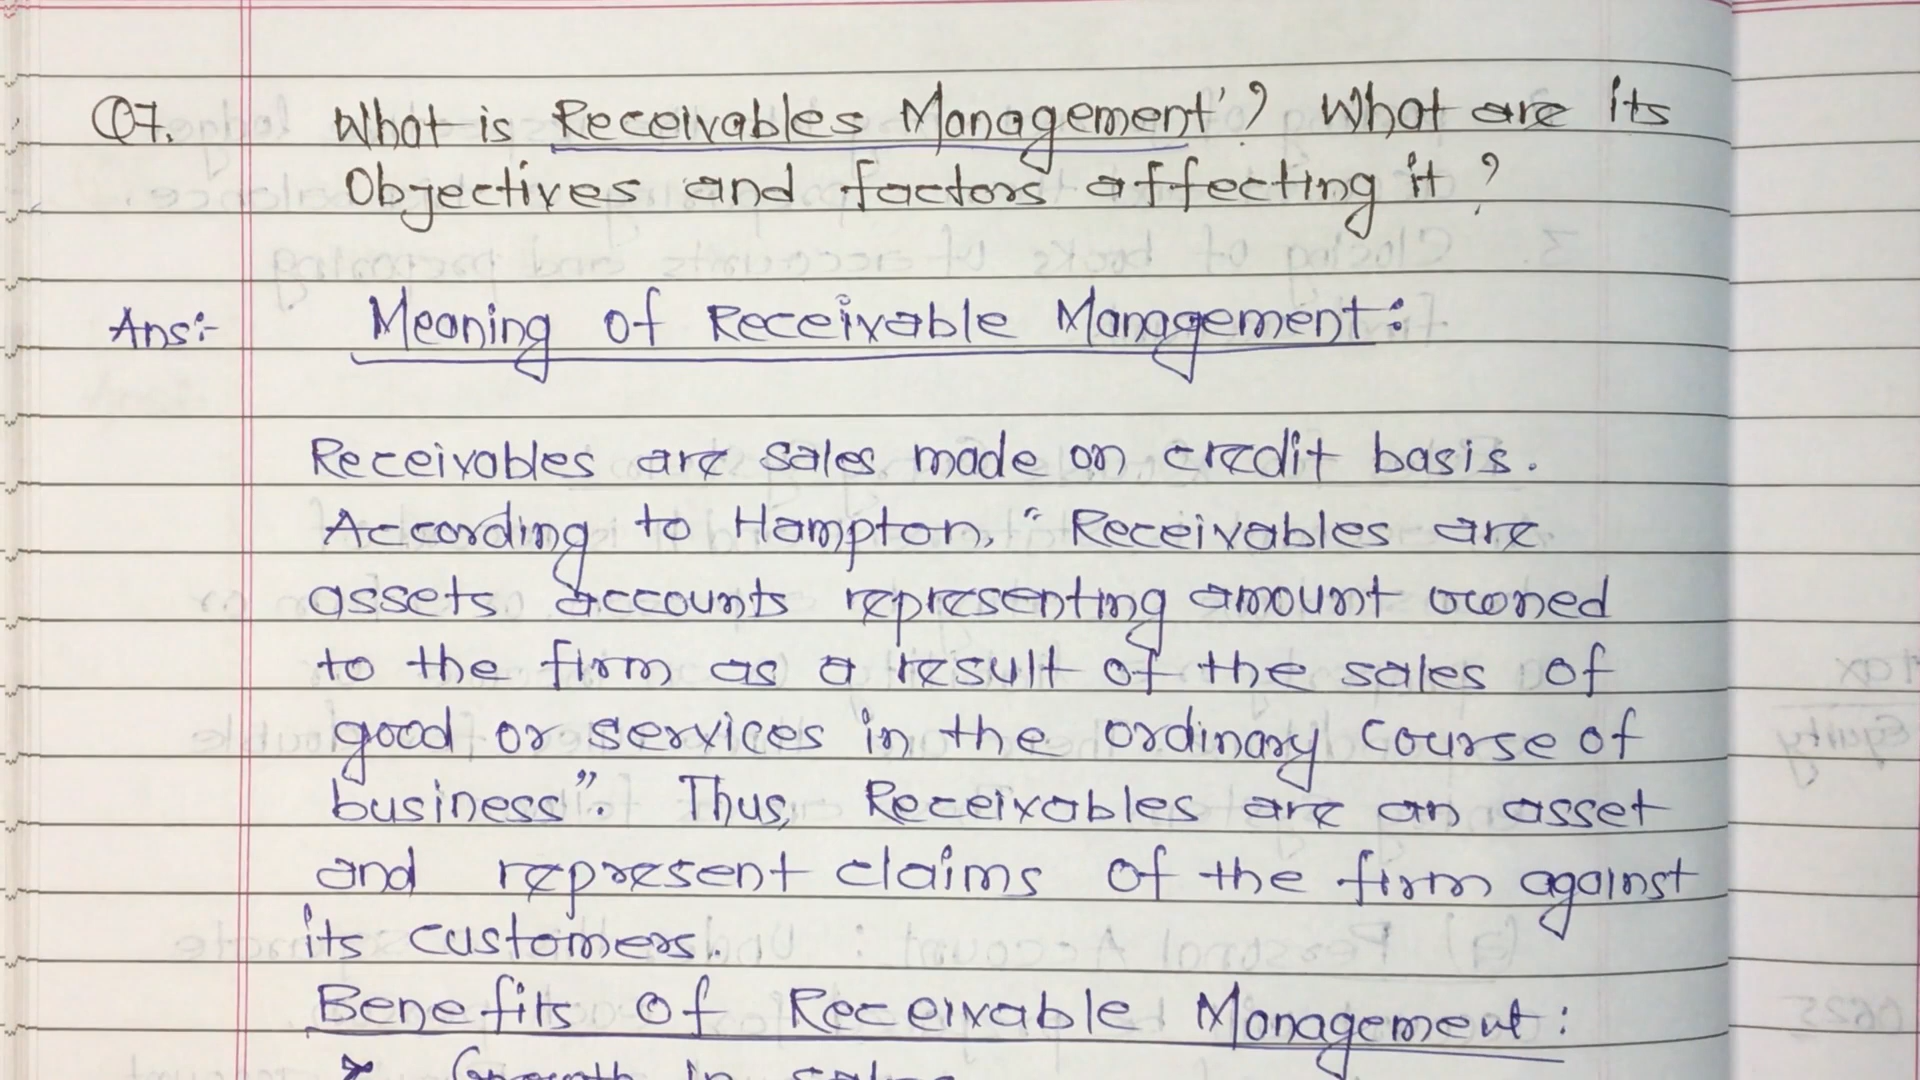 Q7. What is Receivables Management'? What are its
Objectives and factors affecting it ?
Ans:- Meaning of Receivable Management:
Receivables are sales made on credit basis.
According to Hampton, "Receivables are
assets accounts representing amount owned
to the firm as a result of the sales of
good or services in the ordinary course of
business". Thus, Receivables are an asset
and represent claims of the firm against
its customers.
Benefits of Receivable Management:
* Growth in sales